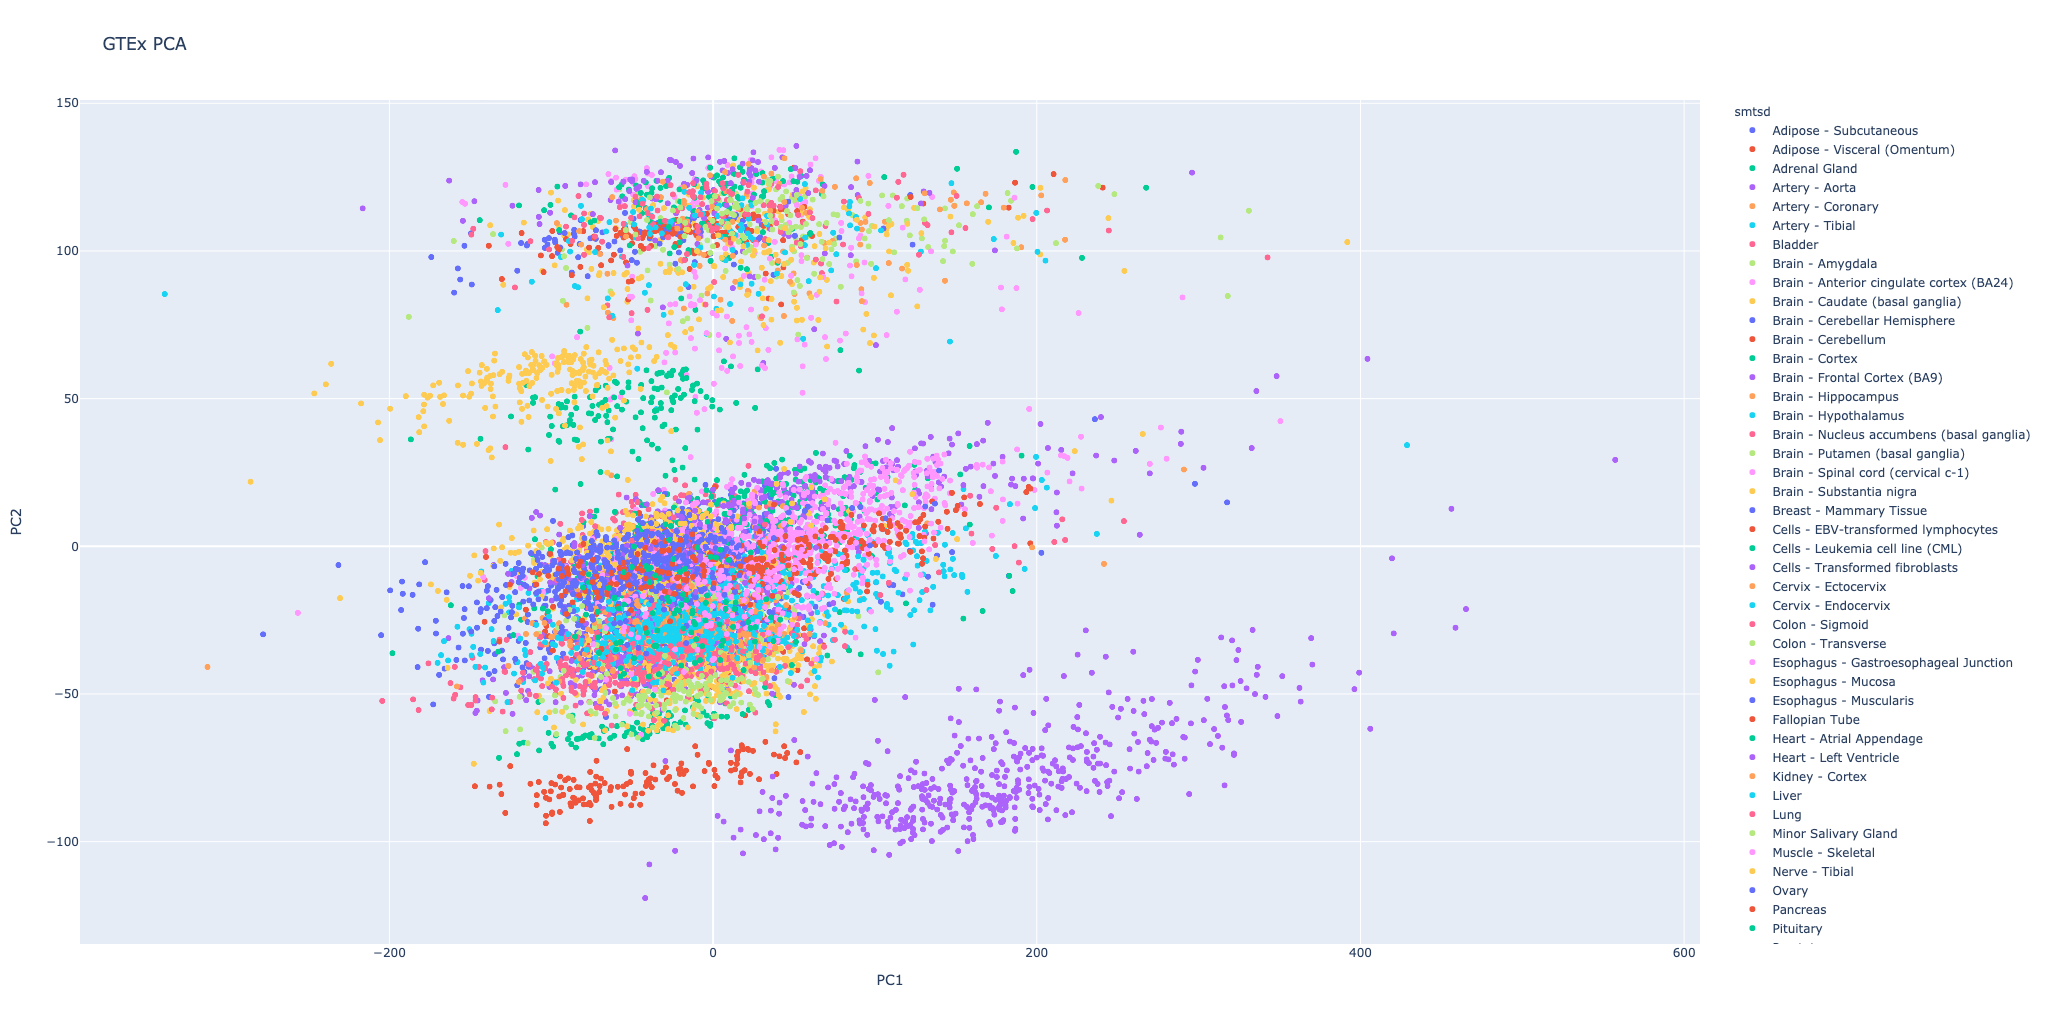 GTEx PCA
150
100
50
0
−50
−100
PC2
−200
0
200
400
600
PC1
smtsd
Adipose - Subcutaneous
Adipose - Visceral (Omentum)
Adrenal Gland
Artery - Aorta
Artery - Coronary
Artery - Tibial
Bladder
Brain - Amygdala
Brain - Anterior cingulate cortex (BA24)
Brain - Caudate (basal ganglia)
Brain - Cerebellar Hemisphere
Brain - Cerebellum
Brain - Cortex
Brain - Frontal Cortex (BA9)
Brain - Hippocampus
Brain - Hypothalamus
Brain - Nucleus accumbens (basal ganglia)
Brain - Putamen (basal ganglia)
Brain - Spinal cord (cervical c-1)
Brain - Substantia nigra
Breast - Mammary Tissue
Cells - EBV-transformed lymphocytes
Cells - Leukemia cell line (CML)
Cells - Transformed fibroblasts
Cervix - Ectocervix
Cervix - Endocervix
Colon - Sigmoid
Colon - Transverse
Esophagus - Gastroesophageal Junction
Esophagus - Mucosa
Esophagus - Muscularis
Fallopian Tube
Heart - Atrial Appendage
Heart - Left Ventricle
Kidney - Cortex
Liver
Lung
Minor Salivary Gland
Muscle - Skeletal
Nerve - Tibial
Ovary
Pancreas
Pituitary